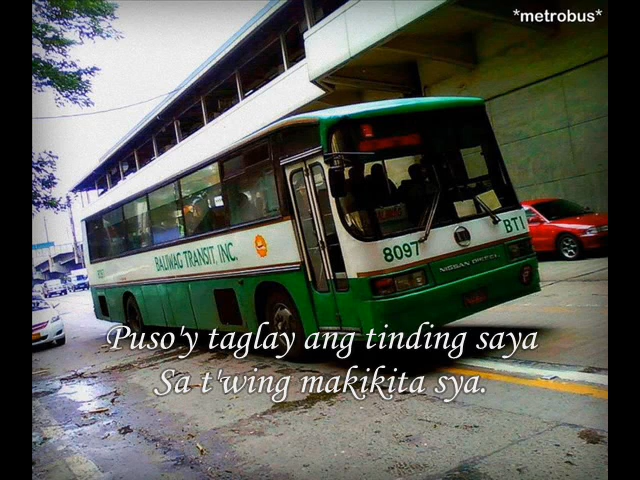 *metrobus*
BALIWAG TRANSIT, INC.
8097
BTI
NISSAN DIESEL
Puso'y taglay ang tinding saya
Sa t'wing makikita sya.